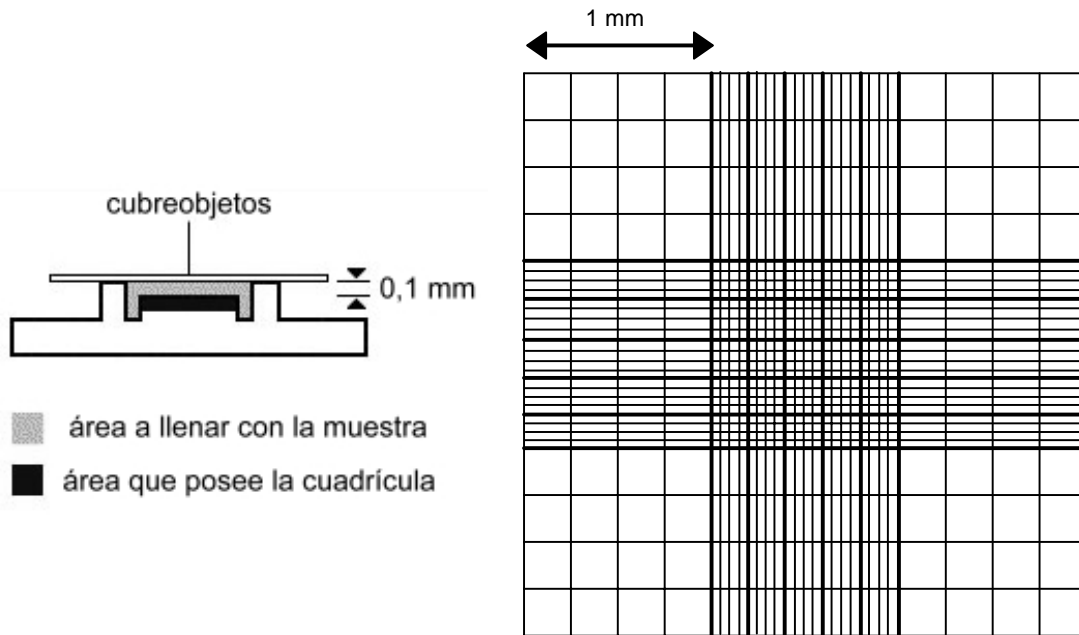 1 mm
cubreobjetos
0,1 mm
área a llenar con la muestra
área que posee la cuadrícula